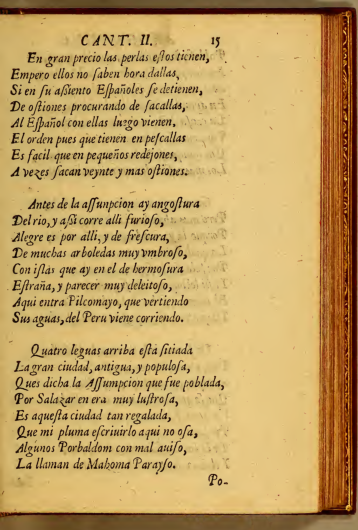 CANT. II. 15
En gran precio las perlas eſtos tienen,
Empero ellos no ſaben hora dallas,
Si en ſu aßiento Eſpañoles ſe detienen,
De oſtiones procurando de ſacallas,
Al Eſpañol con ellas luego vienen.
El orden pues que tienen en peſcallas
Es facil que en pequeños redejones,
A vezes ſacan veynte y mas oſtiones.
Antes de la aſſunpcion ay angoſtura
Del rio, y aßi corre alli furioſo,
Alegre es por alli, y de freſcura,
De muchas arboledas muy vmbroſo,
Con iſtas que ay en el de hermoſura
Eſtraña, y parecer muy deleitoſo,
Aqui entra Pilcomayo, que vertiendo
Sus aguas, del Peru viene corriendo.
Quatro leguas arriba eſta ſitiada
La gran ciudad, antigua, y populoſa,
Ques dicha la Aſſumpcion que fue poblada,
Por Salazar en era muy luſtroſa,
Es aqueſta ciudad tan regalada,
Que mi pluma eſcriuirlo aqui no oſa,
Algunos Porbaldom con mal auiſo,
La llaman de Mahoma Parayſo.
Po-